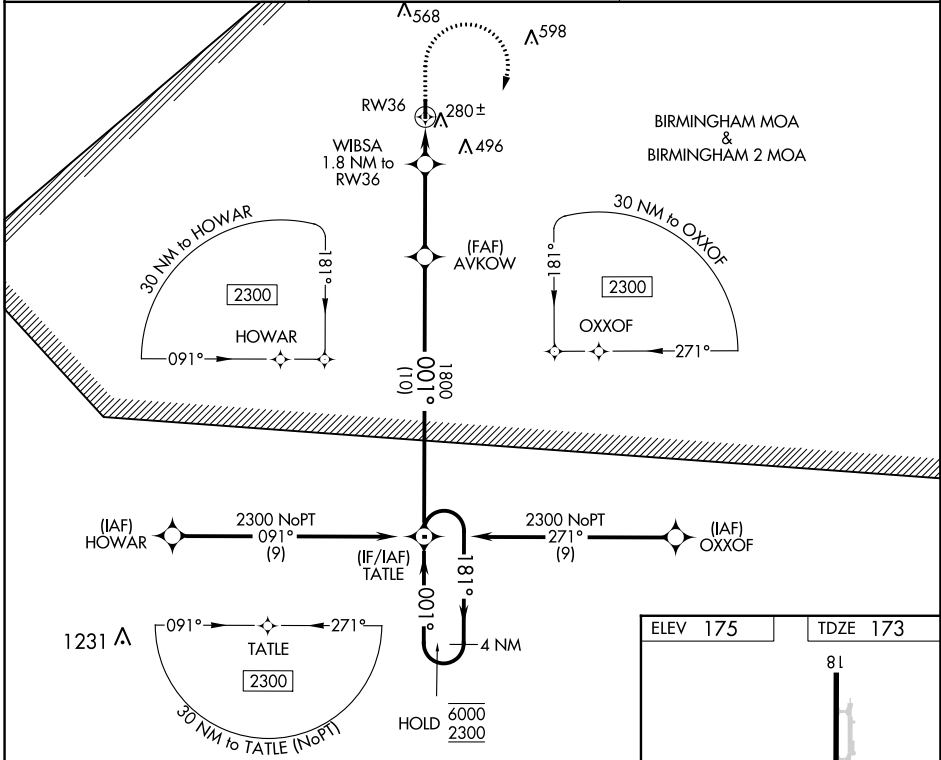 568
598
RW36
280±
WIBSA
1.8 NM to
RW36
496
BIRMINGHAM MOA
&
BIRMINGHAM 2 MOA
30 NM to HOWAR
181°
2300
HOWAR
091°
(FAF)
AVKOW
30 NM to OXXOF
181°
2300
OXXOF
271°
1800
001°
(10)
(IAF)
HOWAR
2300 NoPT
091°
(9)
(IF/IAF)
TATLE
2300 NoPT
271°
(9)
(IAF)
OXXOF
181°
001°
4 NM
HOLD 6000
2300
1231
091°
271°
TATLE
2300
30 NM to TATLE (NoPT)
ELEV 175
TDZE 173
18